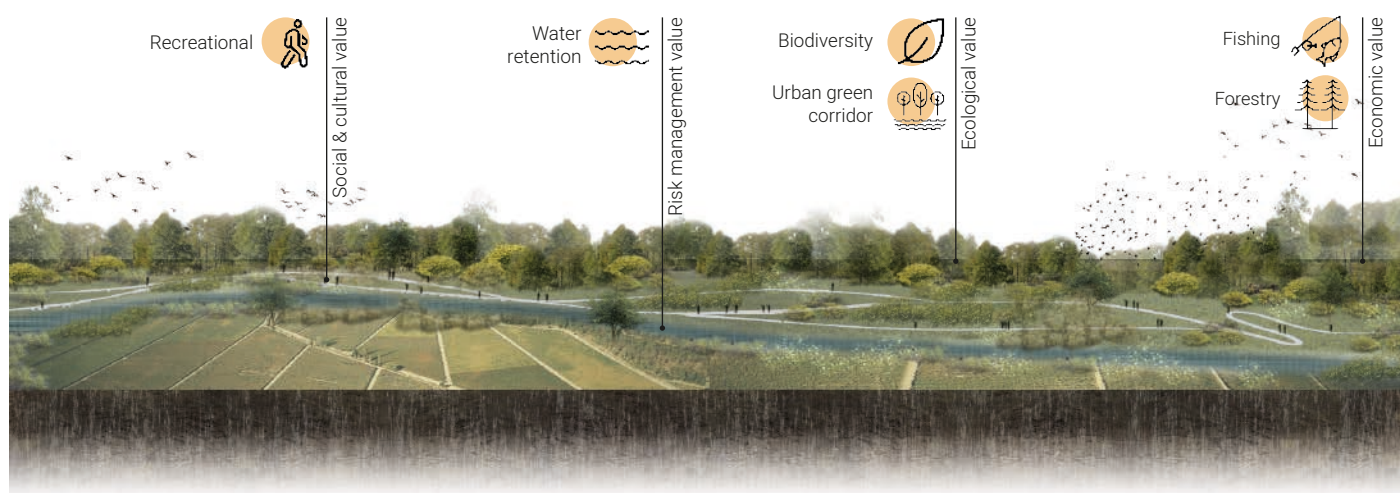 Recreational
Social & cultural value
Water
retention
Risk management value
Biodiversity
Urban green
corridor
Ecological value
Fishing
Forestry
Economic value